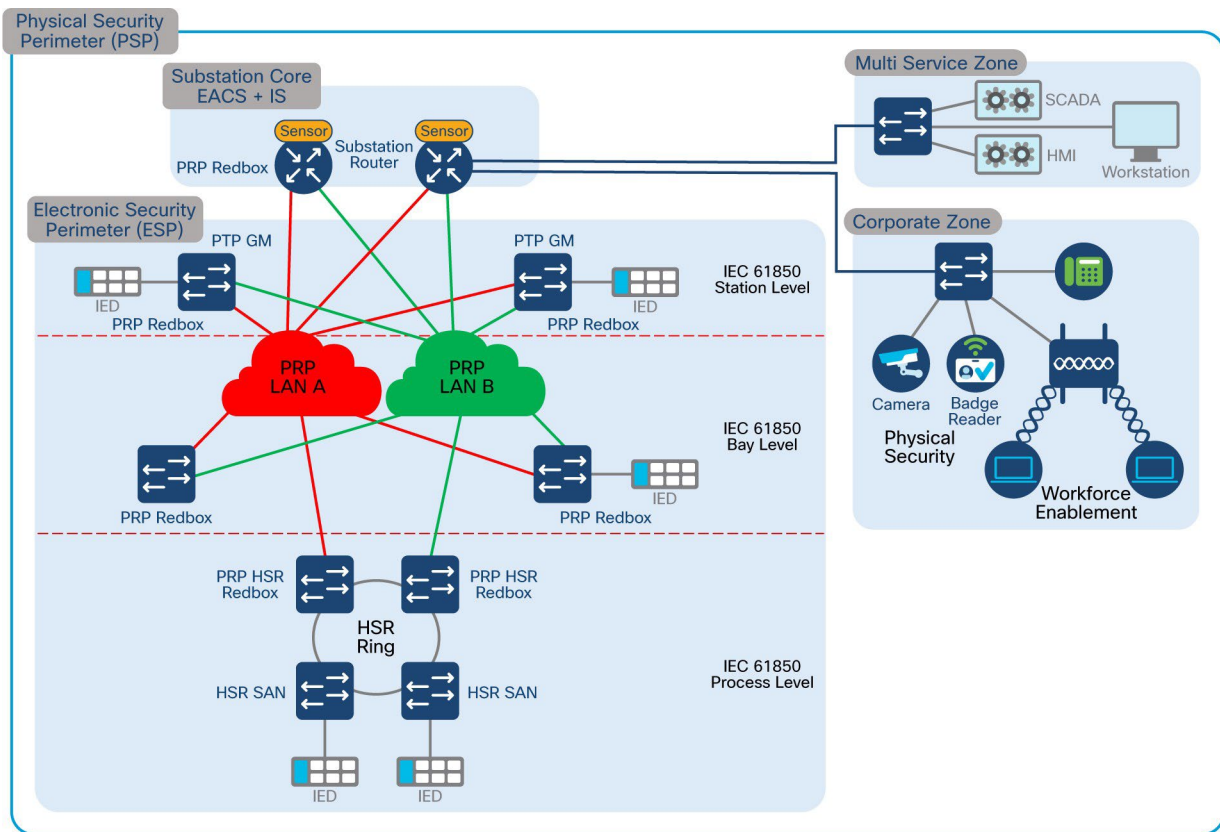 Physical Security
Perimeter (PSP)
Substation Core
EACS + IS
Sensor
Sensor
PRP Redbox
Substation
Router
Multi Service Zone
SCADA
HMI
Workstation
Electronic Security
Perimeter (ESP)
PTP GM
PTP GM
IED
IED
PRP Redbox
PRP Redbox
IEC 61850
Station Level
Corporate Zone
Camera
Badge
Reader
Physical
Security
Workforce
Enablement
PRP
LAN A
PRP
LAN B
IEC 61850
Bay Level
PRP Redbox
IED
PRP Redbox
PRP HSR
Redbox
PRP HSR
Redbox
HSR
Ring
HSR SAN
HSR SAN
IEC 61850
Process Level
IED
IED